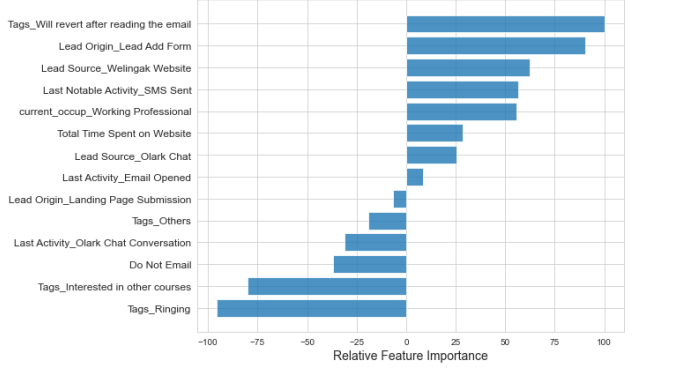 Tags_Will revert after reading the email
Lead Origin_Lead Add Form
Lead Source_Welingak Website
Last Notable Activity_SMS Sent
current_occup_Working Professional
Total Time Spent on Website
Lead Source_Olark Chat
Last Activity_Email Opened
Lead Origin_Landing Page Submission
Tags_Others
Last Activity_Olark Chat Conversation
Do Not Email
Tags_Interested in other courses
Tags_Ringing
−100 −75 −50 −25 0 25 50 75 100
Relative Feature Importance